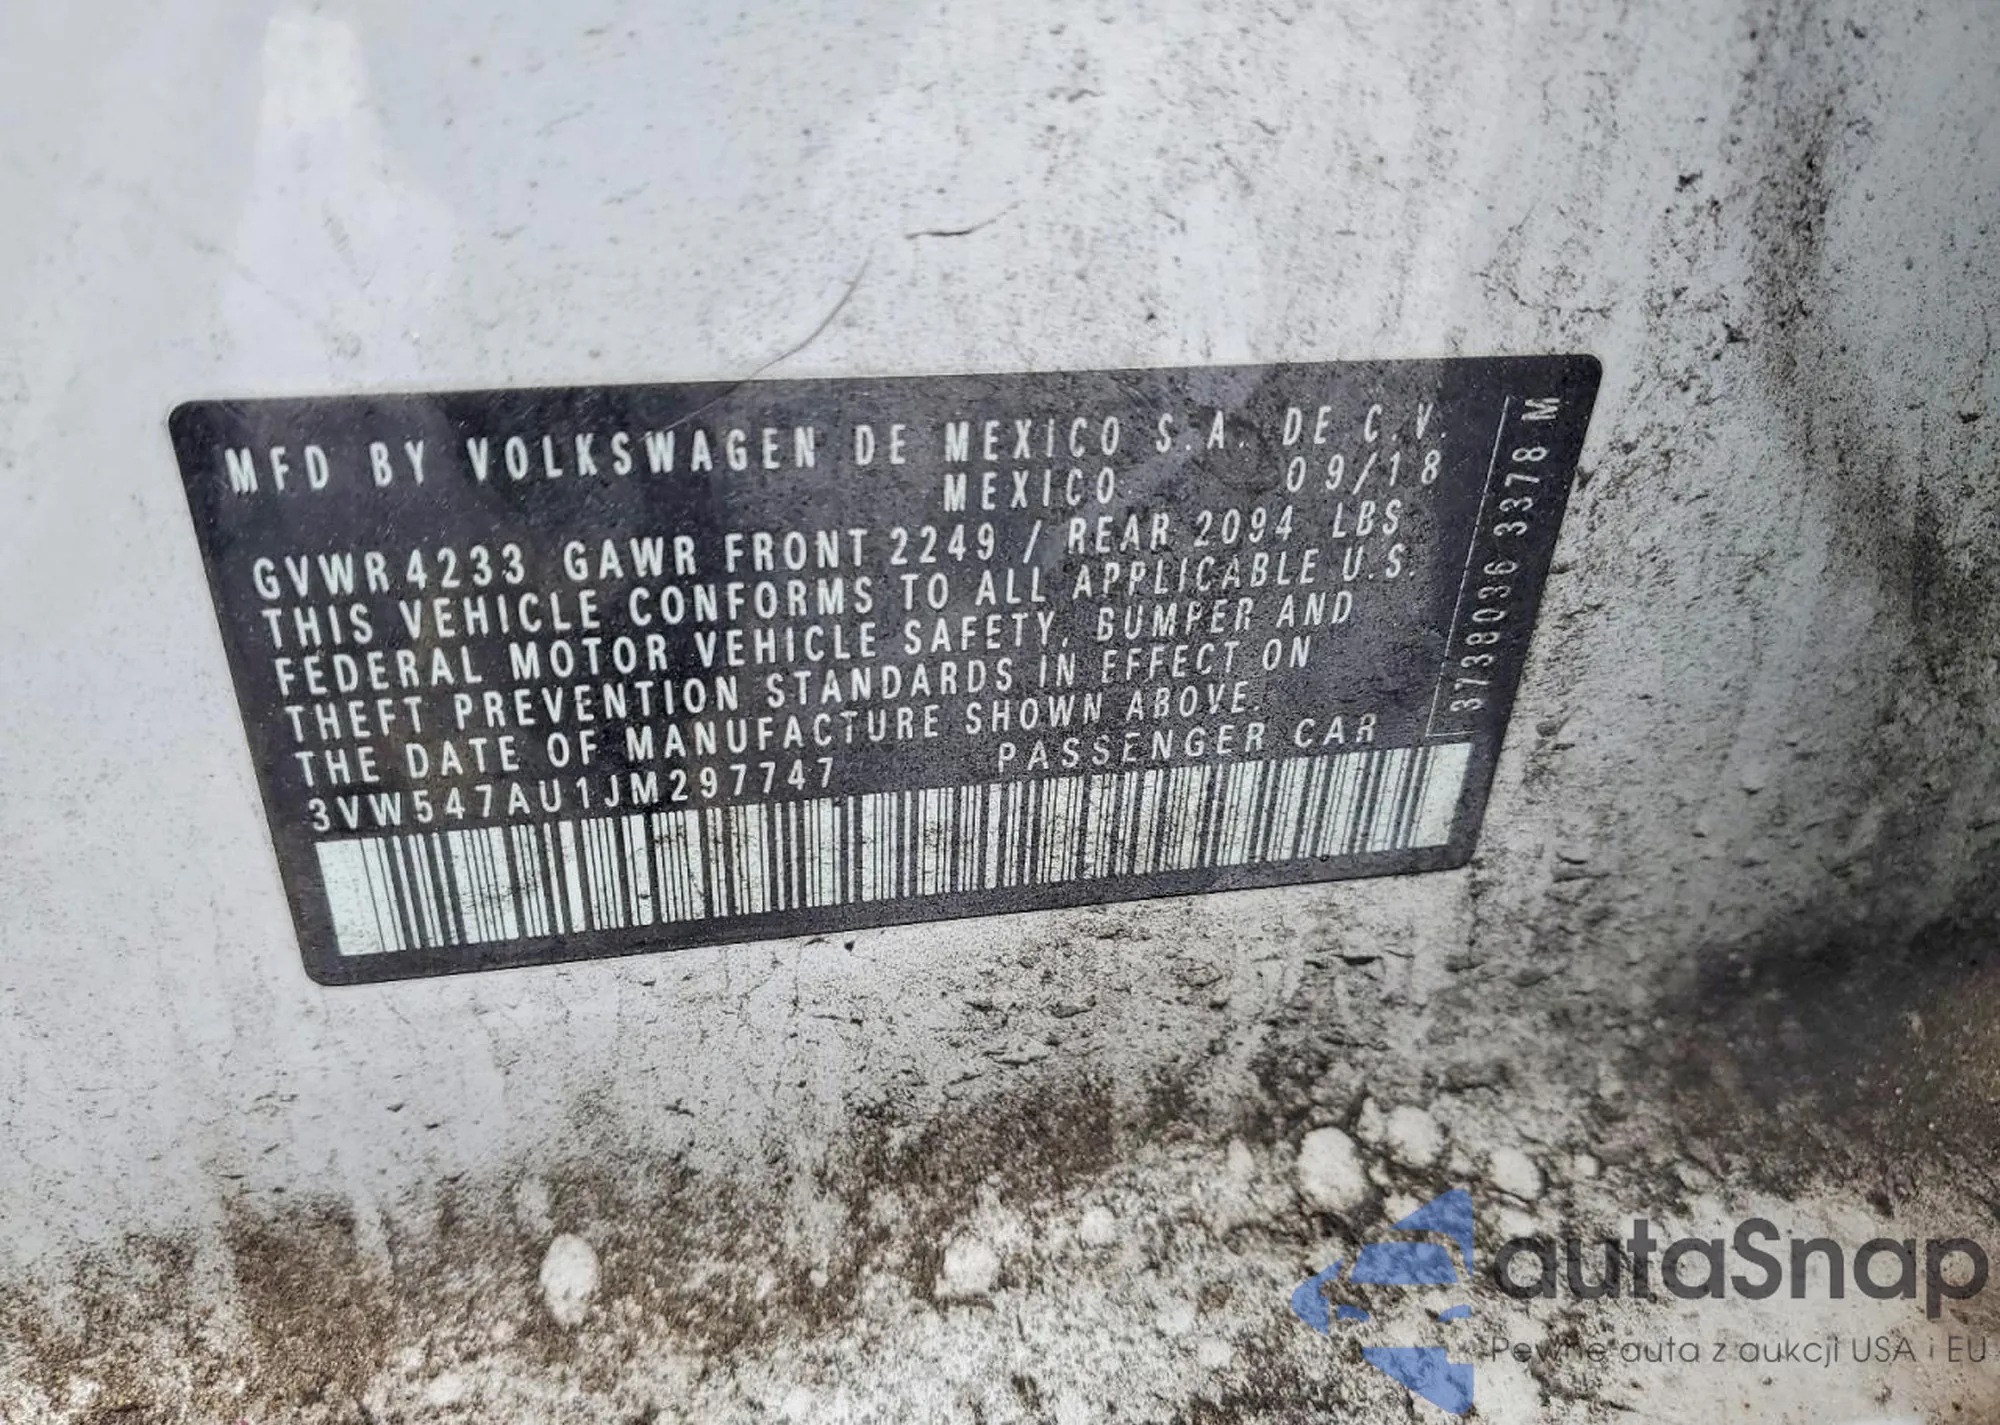 MFD BY VOLKSWAGEN DE MEXICO S.A. DE C.V.
MEXICO 09/18
GVWR 4233 GAWR FRONT 2249 / REAR 2094 LBS
THIS VEHICLE CONFORMS TO ALL APPLICABLE U.S.
FEDERAL MOTOR VEHICLE SAFETY, BUMPER AND
THEFT PREVENTION STANDARDS IN EFFECT ON
THE DATE OF MANUFACTURE SHOWN ABOVE.
3VW547AU1JM297747 PASSENGER CAR
3738036 3378 M
autaSnap
Pewne auta z aukcji USA i EU